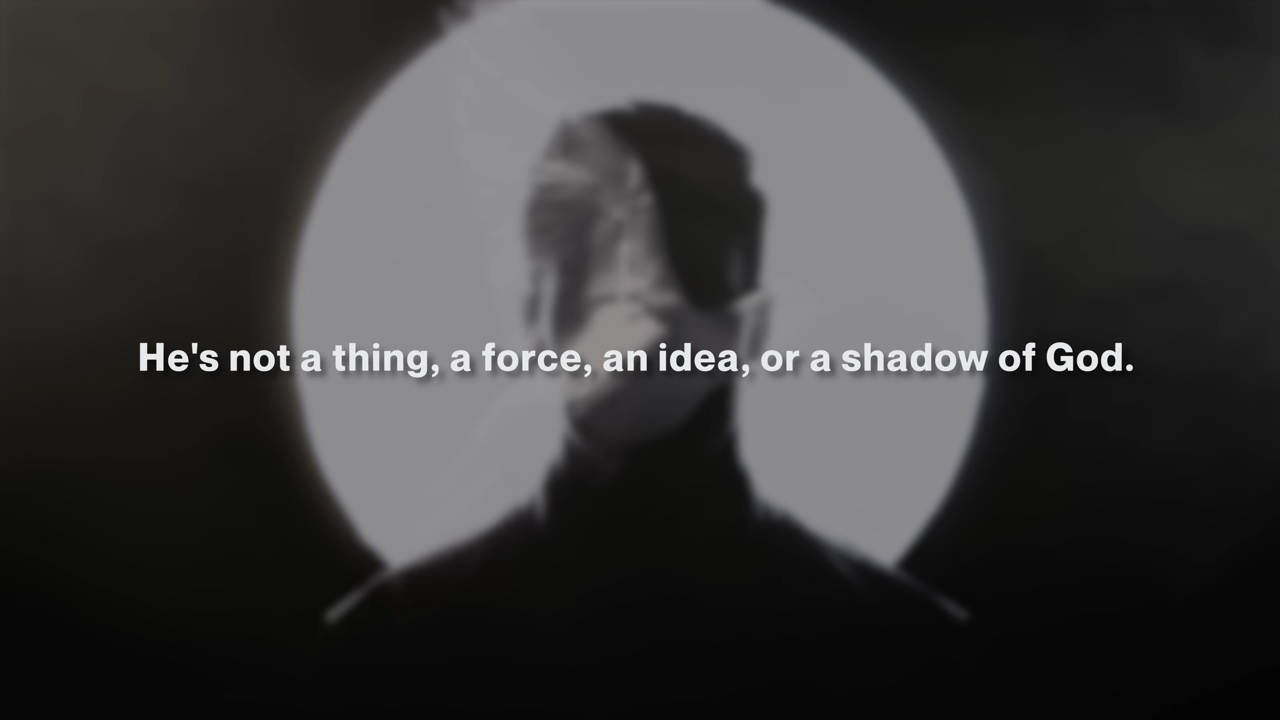 He's not a thing, a force, an idea, or a shadow of God.